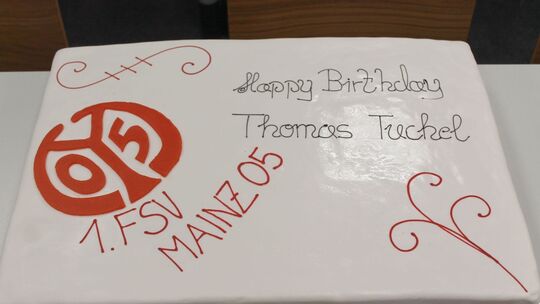 Happy Birthday
Thomas Tuchel
05
1. FSV
MAINZ 05